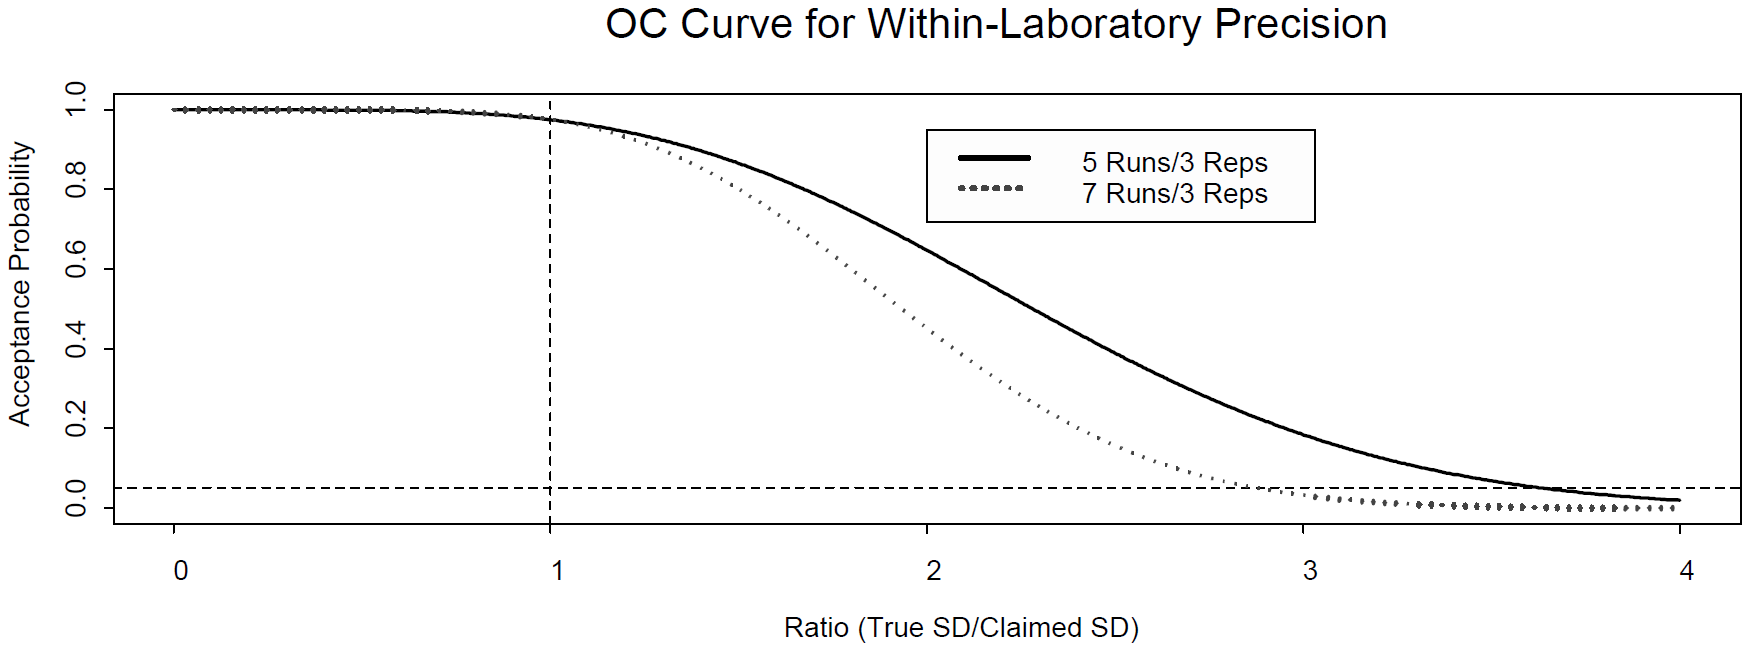 OC Curve for Within-Laboratory Precision
Acceptance Probability
1.0
0.8
0.6
0.4
0.2
0.0
5 Runs/3 Reps
7 Runs/3 Reps
0 1 2 3 4
Ratio (True SD/Claimed SD)